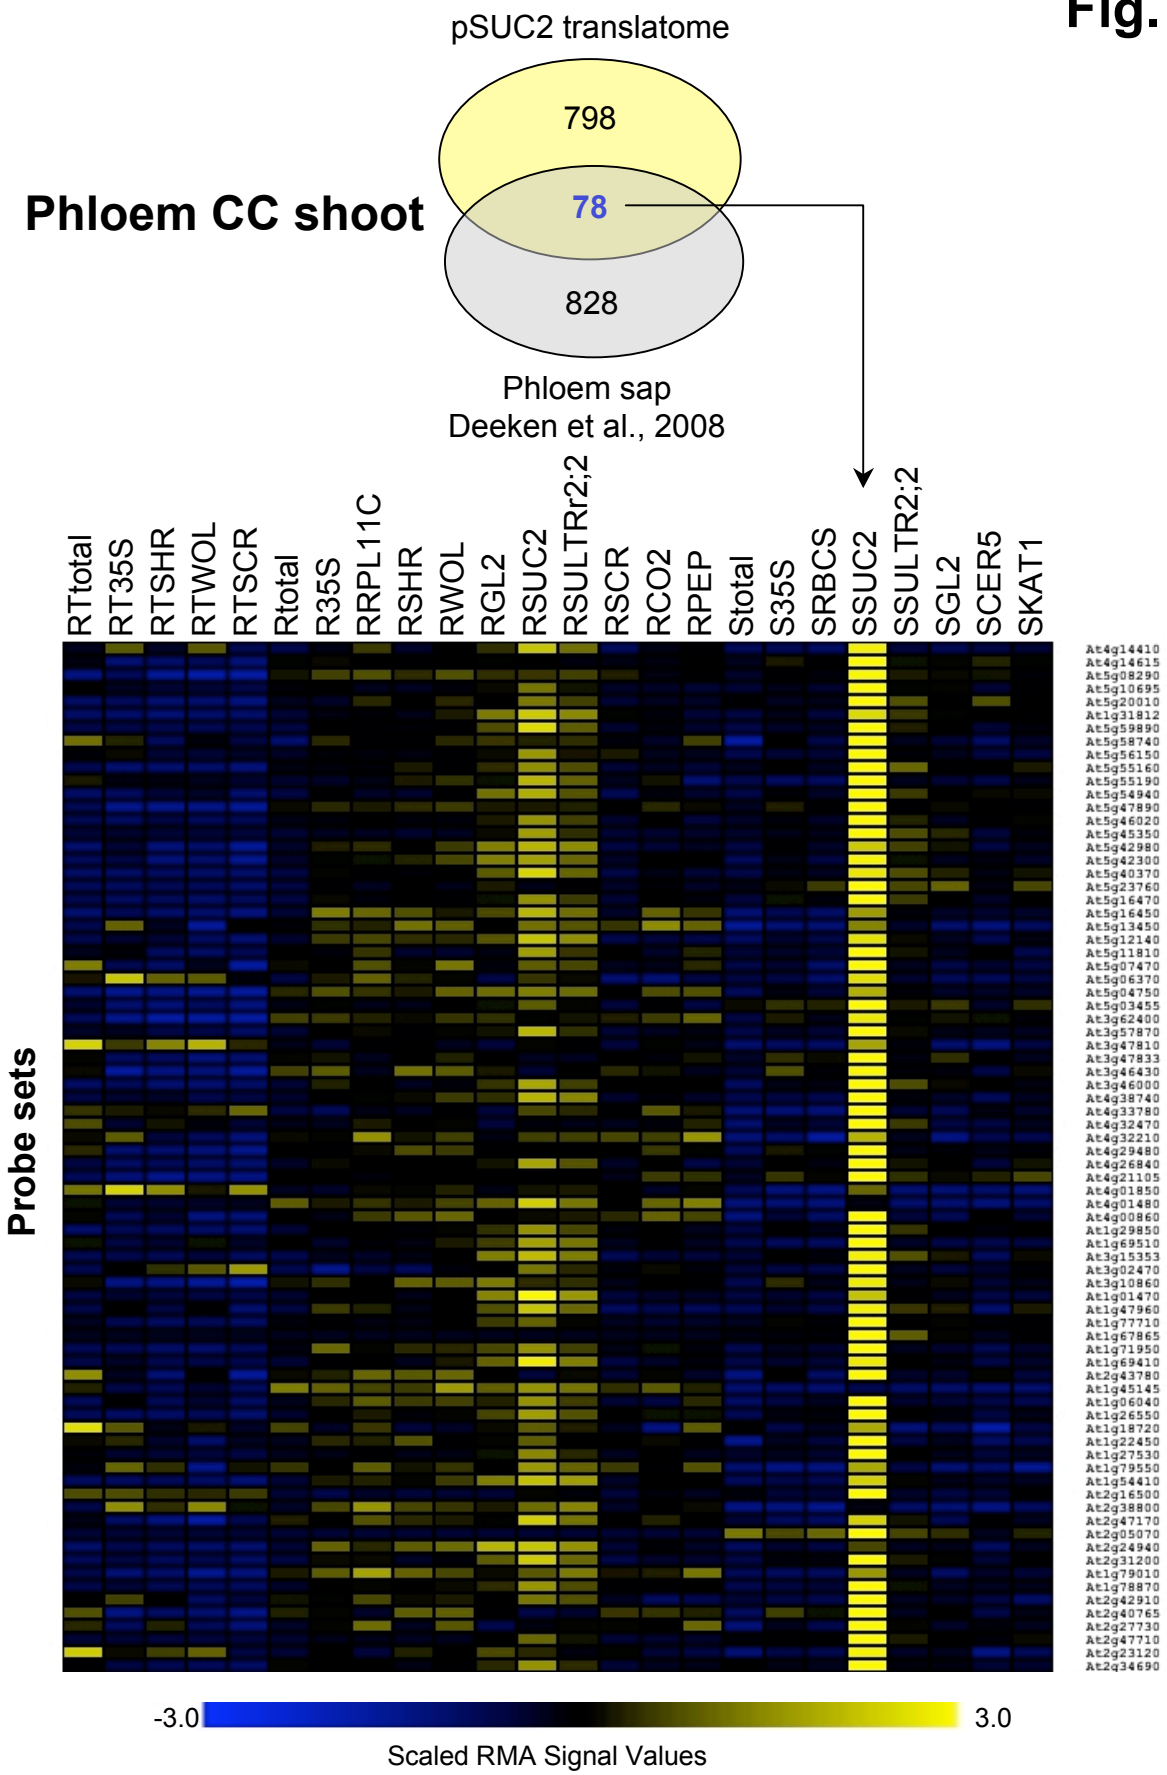 Fig.
pSUC2 translatome
798
Phloem CC shoot
78
828
Phloem sap
Deeken et al., 2008
RTtotal
RT35S
RTSHR
RTWOL
RTSCR
Rtotal
R35S
RRPL11C
RSHR
RWOL
RGL2
RSUC2
RSULTRr2;2
RSCR
RCO2
RPEP
Stotal
S35S
SRBCS
SSUC2
SSULTR2;2
SGL2
SCER5
SKAT1
Probe sets
At4g14410
At4g14615
At5g08290
At5g10695
At5g20010
At1g31812
At5g59890
At5g58740
At5g56150
At5g55160
At5g55190
At5g54940
At5g47890
At5g46020
At5g45350
At5g42980
At5g42300
At5g40370
At5g23760
At5g16470
At5g16450
At5g13450
At5g12140
At5g11810
At5g07470
At5g06370
At5g04750
At5g03455
At3g62400
At3g57870
At3g47810
At3g47833
At3g46430
At3g46000
At4g38740
At4g33780
At4g32470
At4g32210
At4g29480
At4g26840
At4g21105
At4g01850
At4g01480
At4g00860
At1g29850
At1g69510
At3g15353
At3g02470
At3g10860
At1g01470
At1g47960
At1g77710
At1g67865
At1g71950
At1g69410
At2g43780
At1g45145
At1g06040
At1g26550
At1g18720
At1g22450
At1g27530
At1g79550
At1g54410
At2g16500
At2g38800
At2g47170
At2g05070
At2g24940
At2g31200
At1g79010
At1g78870
At2g42910
At2g40765
At2g27730
At2g47710
At2g23120
At2g34690
-3.0
3.0
Scaled RMA Signal Values